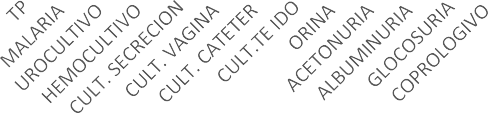 TP
MALARIA
UROCULTIVO
HEMOCULTIVO
CULT. SECRECION
CULT. VAGINA
CULT. CATETER
CULT.TE IDO
ORINA
ACETONURIA
ALBUMINURIA
GLOCOSURIA
COPROLOGIVO